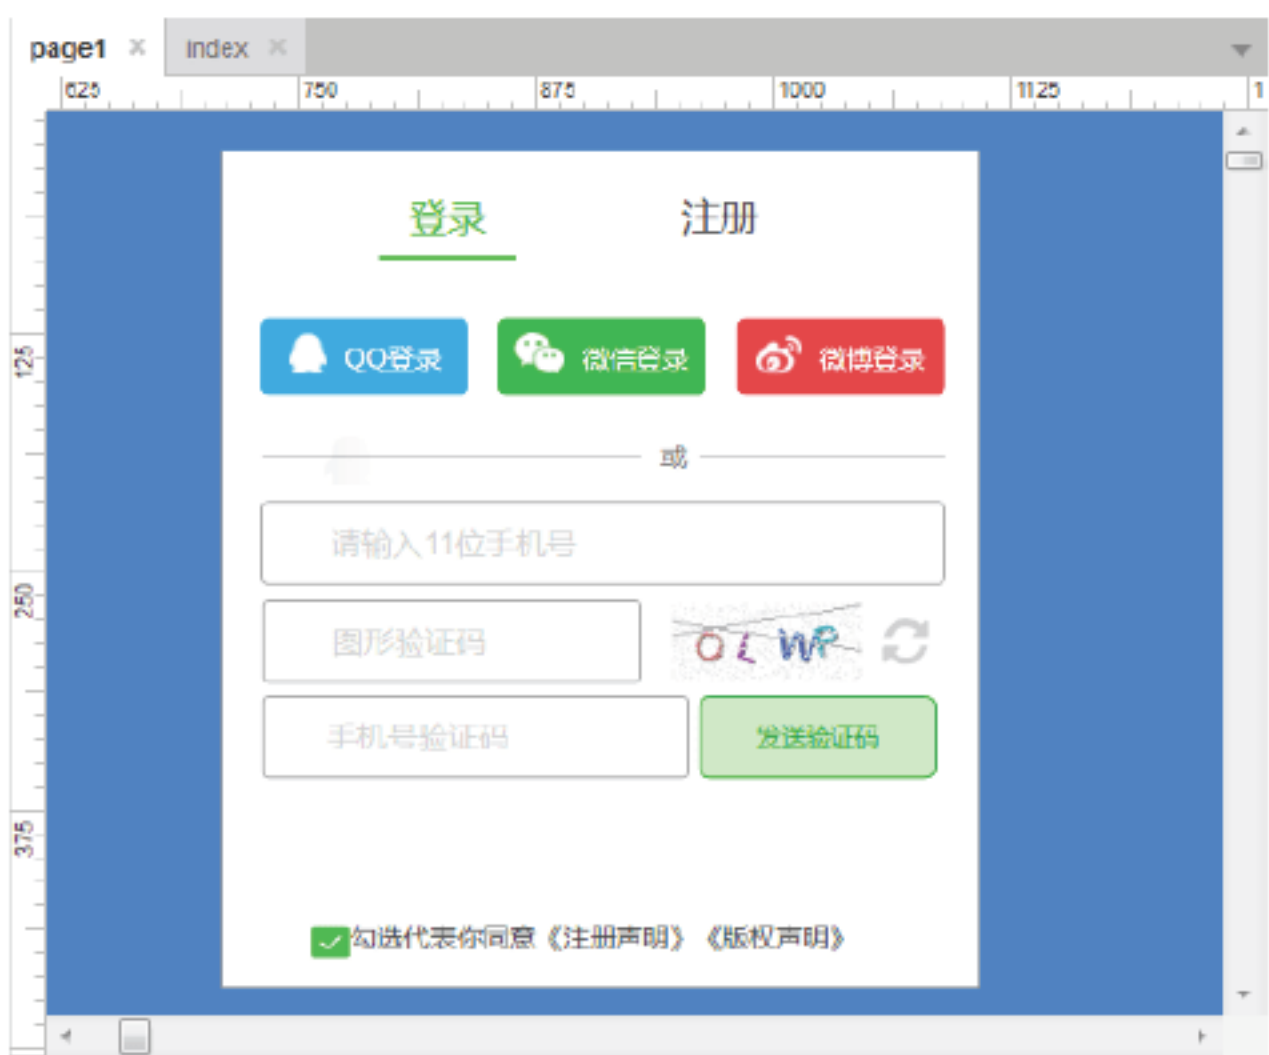 page1 index
625 750 875 1000 1125 1
登录 注册
QQ登录 微信登录 微博登录
125
或
请输入11位手机号
250
图形验证码 OLWP
手机号验证码 发送验证码
375
勾选代表你同意《注册声明》《版权声明》